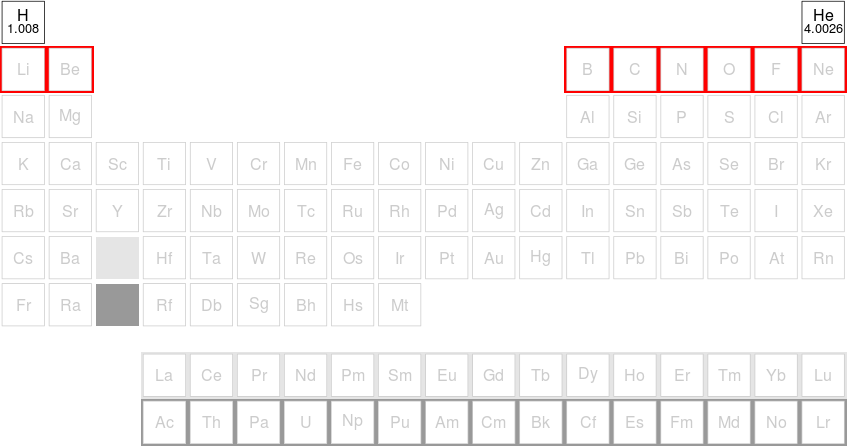 H He
1.008 4.0026
Li Be B C N O F Ne
Na Mg Al Si P S Cl Ar
K Ca Sc Ti V Cr Mn Fe Co Ni Cu Zn Ga Ge As Se Br Kr
Rb Sr Y Zr Nb Mo Tc Ru Rh Pd Ag Cd In Sn Sb Te I Xe
Cs Ba Hf Ta W Re Os Ir Pt Au Hg Tl Pb Bi Po At Rn
Fr Ra Rf Db Sg Bh Hs Mt
La Ce Pr Nd Pm Sm Eu Gd Tb Dy Ho Er Tm Yb Lu
Ac Th Pa U Np Pu Am Cm Bk Cf Es Fm Md No Lr